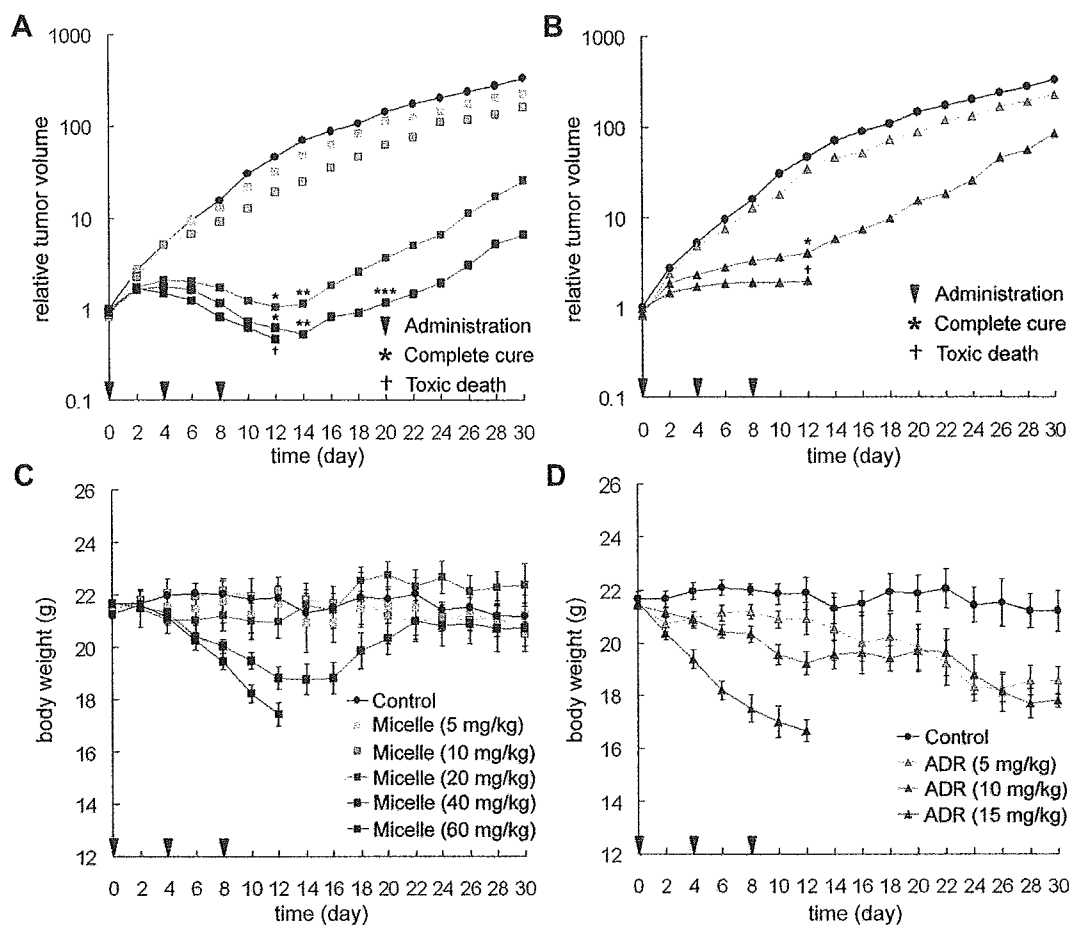 A
1000
100
10
1
0.1
relative tumor volume
* ** * ** *** †
Administration
* Complete cure
† Toxic death
0 2 4 6 8 10 12 14 16 18 20 22 24 26 28 30
time (day)
B
1000
100
10
1
0.1
relative tumor volume
* †
Administration
* Complete cure
† Toxic death
0 2 4 6 8 10 12 14 16 18 20 22 24 26 28 30
time (day)
C
26
24
22
20
18
16
14
12
body weight (g)
Control
Micelle (5 mg/kg)
Micelle (10 mg/kg)
Micelle (20 mg/kg)
Micelle (40 mg/kg)
Micelle (60 mg/kg)
0 2 4 6 8 10 12 14 16 18 20 22 24 26 28 30
time (day)
D
26
24
22
20
18
16
14
12
body weight (g)
Control
ADR (5 mg/kg)
ADR (10 mg/kg)
ADR (15 mg/kg)
0 2 4 6 8 10 12 14 16 18 20 22 24 26 28 30
time (day)